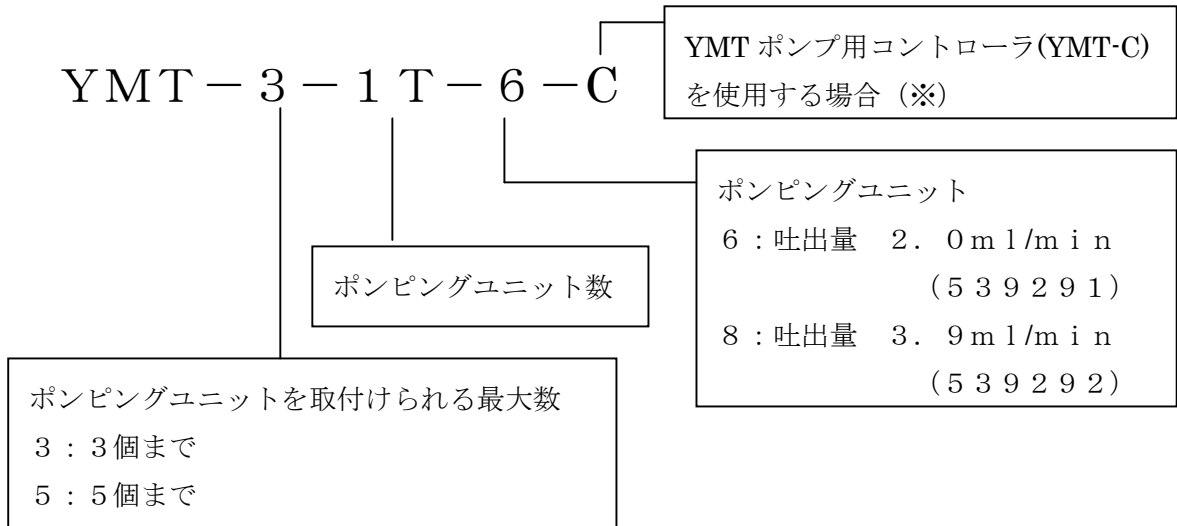 YMT－３－１T－６－C
YMT ポンプ用コントローラ(YMT-C)
を使用する場合（※）
ポンピングユニット
６：吐出量　２．０ｍｌ/ｍｉｎ
（５３９２９１）
８：吐出量　３．９ｍｌ/ｍｉｎ
（５３９２９２）
ポンピングユニット数
ポンピングユニットを取付けられる最大数
３：３個まで
５：５個まで